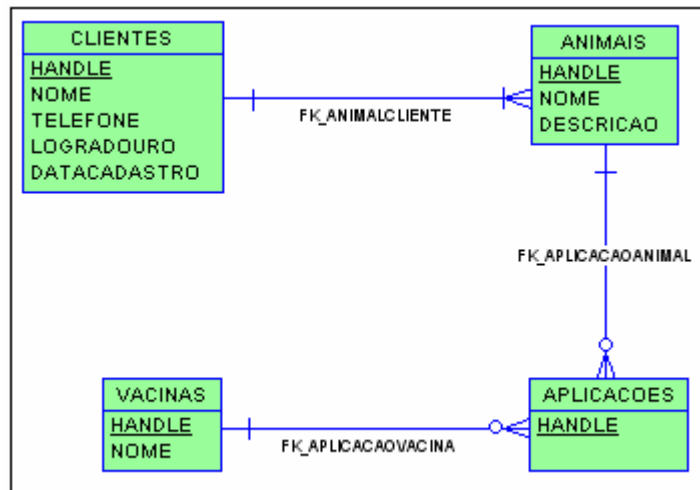 CLIENTES
HANDLE
NOME
TELEFONE
LOGRADOURO
DATACADASTRO
FK_ANIMALCLIENTE
ANIMAIS
HANDLE
NOME
DESCRICAO
FK_APLICACAOANIMAL
VACINAS
HANDLE
NOME
FK_APLICACAOVACINA
APLICACOES
HANDLE